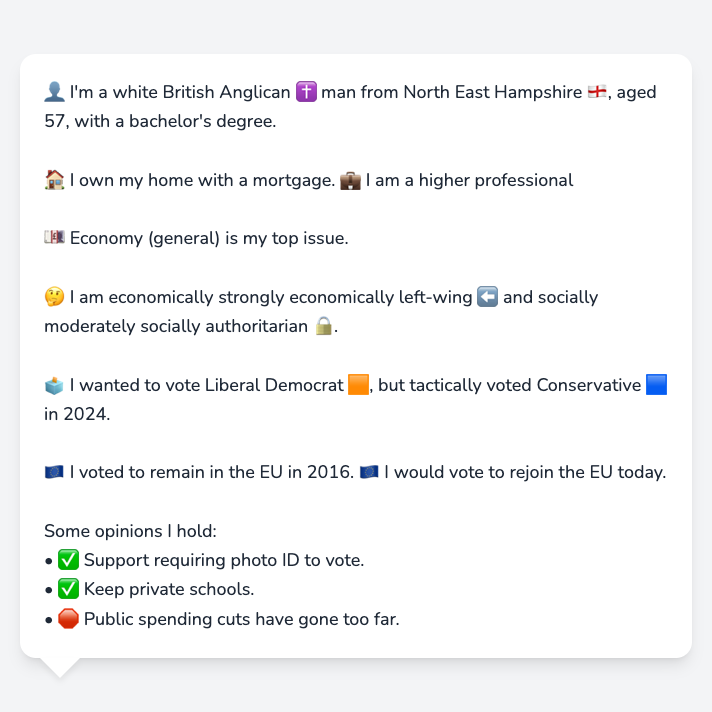 👤 I'm a white British Anglican ✝️ man from North East Hampshire 🏴󠁧󠁢󠁥󠁮󠁧󠁿, aged
57, with a bachelor's degree.
🏠 I own my home with a mortgage. 💼 I am a higher professional
💷 Economy (general) is my top issue.
🤔 I am economically strongly economically left-wing ⬅️ and socially
moderately socially authoritarian 🔒.
🗳️ I wanted to vote Liberal Democrat 🟧, but tactically voted Conservative 🟦
in 2024.
🇪🇺 I voted to remain in the EU in 2016. 🇪🇺 I would vote to rejoin the EU today.
Some opinions I hold:
• ✅ Support requiring photo ID to vote.
• ✅ Keep private schools.
• 🛑 Public spending cuts have gone too far.